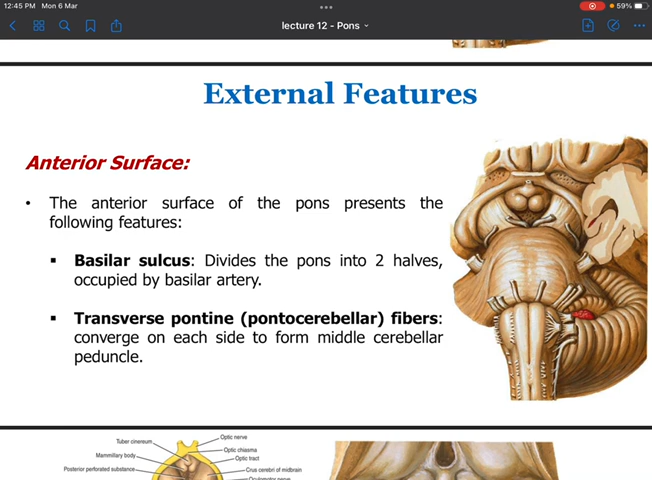 12:45 PM Mon 6 Mar
59%
lecture 12 - Pons
External Features
Anterior Surface:
• The anterior surface of the pons presents the
following features:
▪ Basilar sulcus: Divides the pons into 2 halves,
occupied by basilar artery.
▪ Transverse pontine (pontocerebellar) fibers:
converge on each side to form middle cerebellar
peduncle.
Tuber cinereum
Mammillary body
Posterior perforated substance
Optic nerve
Optic chiasma
Optic tract
Crus cerebri of midbrain
Oculomotor nerve